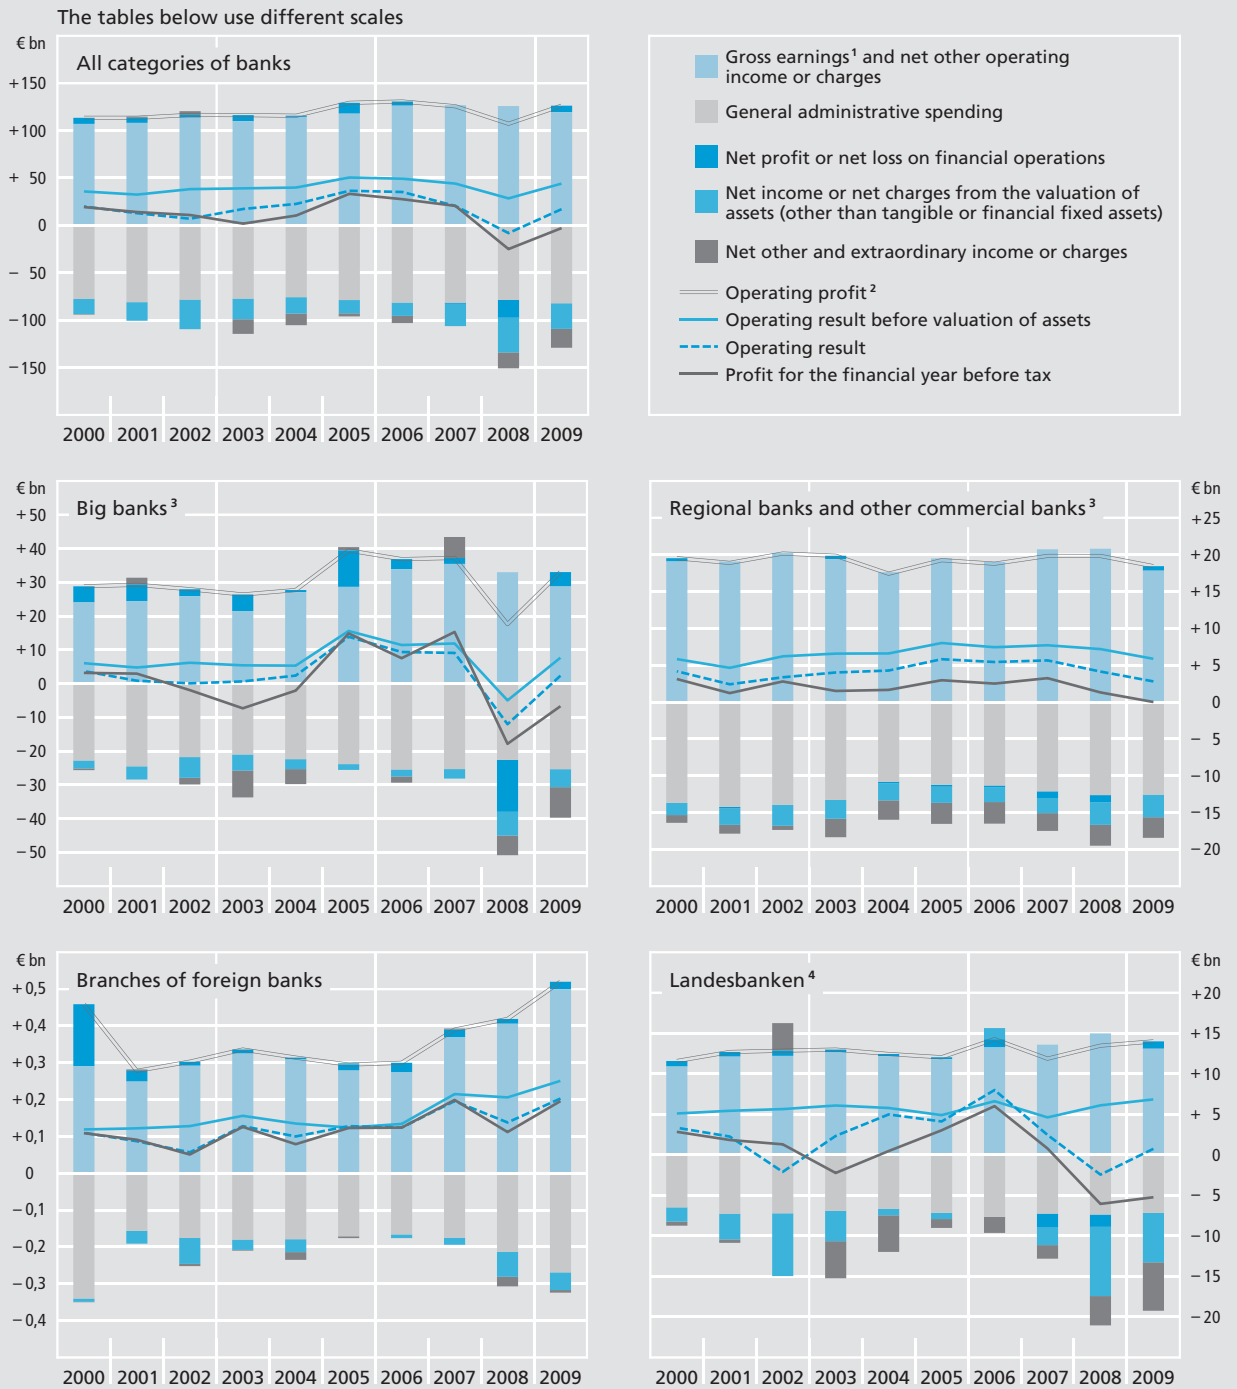 The tables below use different scales
€ bn
All categories of banks
+150
+100
+ 50
0
− 50
−100
−150
2000 2001 2002 2003 2004 2005 2006 2007 2008 2009
Gross earnings¹ and net other operating
income or charges
General administrative spending
Net profit or net loss on financial operations
Net income or net charges from the valuation of
assets (other than tangible or financial fixed assets)
Net other and extraordinary income or charges
Operating profit²
Operating result before valuation of assets
Operating result
Profit for the financial year before tax
€ bn
Big banks³
+50
+40
+30
+20
+10
0
−10
−20
−30
−40
−50
2000 2001 2002 2003 2004 2005 2006 2007 2008 2009
€ bn
Regional banks and other commercial banks³
+25
+20
+15
+10
+ 5
0
− 5
−10
−15
−20
2000 2001 2002 2003 2004 2005 2006 2007 2008 2009
€ bn
Branches of foreign banks
+0,5
+0,4
+0,3
+0,2
+0,1
0
−0,1
−0,2
−0,3
−0,4
2000 2001 2002 2003 2004 2005 2006 2007 2008 2009
€ bn
Landesbanken⁴
+20
+15
+10
+ 5
0
− 5
−10
−15
−20
2000 2001 2002 2003 2004 2005 2006 2007 2008 2009